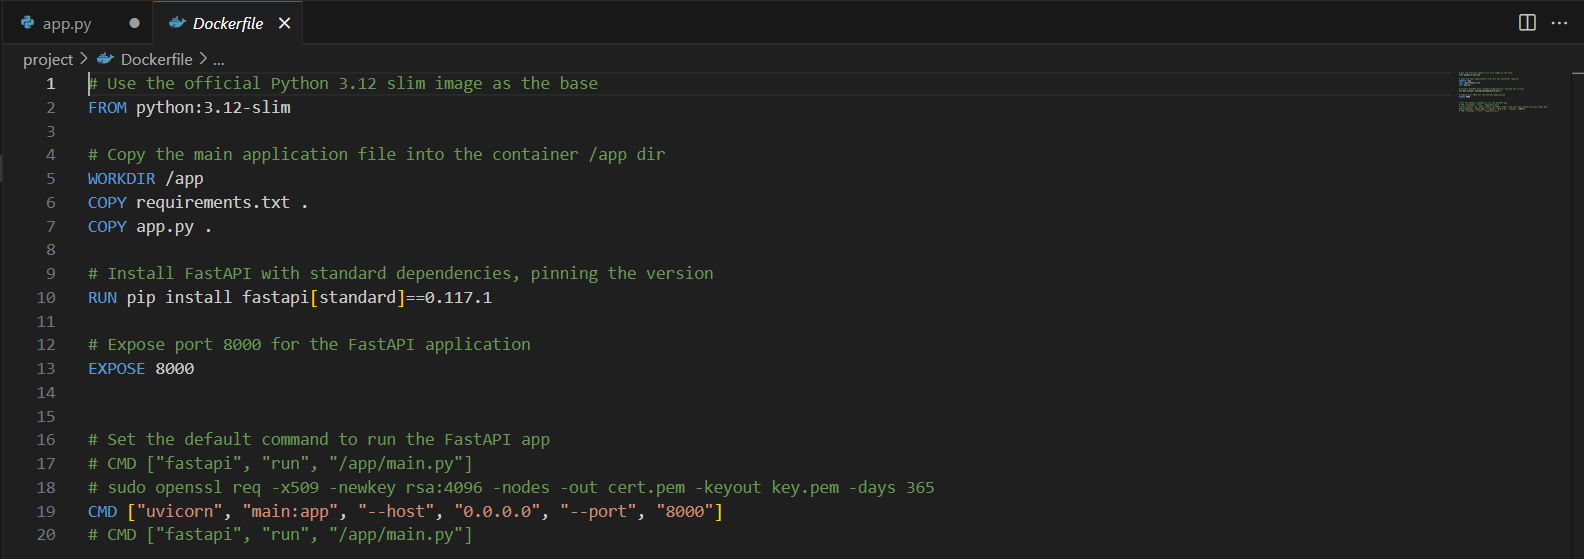 app.py
Dockerfile
project > Dockerfile > ...
1 # Use the official Python 3.12 slim image as the base
2 FROM python:3.12-slim
3
4 # Copy the main application file into the container /app dir
5 WORKDIR /app
6 COPY requirements.txt .
7 COPY app.py .
8
9 # Install FastAPI with standard dependencies, pinning the version
10 RUN pip install fastapi[standard]==0.117.1
11
12 # Expose port 8000 for the FastAPI application
13 EXPOSE 8000
14
15
16 # Set the default command to run the FastAPI app
17 # CMD ["fastapi", "run", "/app/main.py"]
18 # sudo openssl req -x509 -newkey rsa:4096 -nodes -out cert.pem -keyout key.pem -days 365
19 CMD ["uvicorn", "main:app", "--host", "0.0.0.0", "--port", "8000"]
20 # CMD ["fastapi", "run", "/app/main.py"]